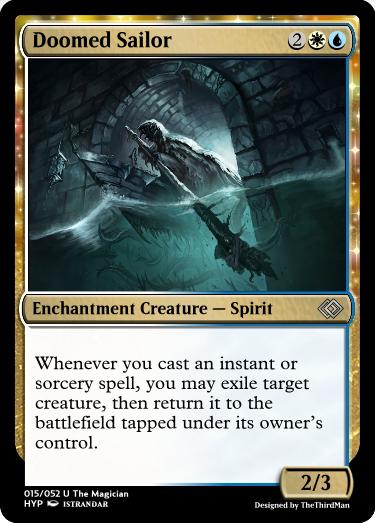 Doomed Sailor 2
Enchantment Creature — Spirit
Whenever you cast an instant or
sorcery spell, you may exile target
creature, then return it to the
battlefield tapped under its owner's
control.
2/3
015/052 U The Magician
HYP ISTRANDAR
Designed by TheThirdMan